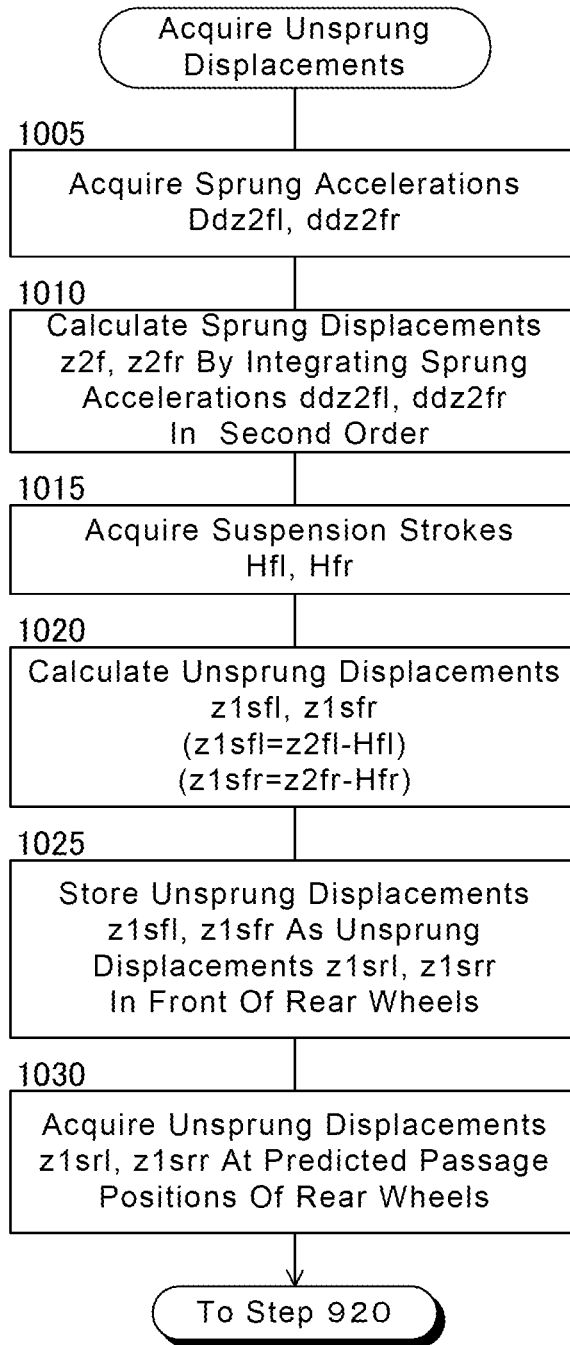 Acquire Unsprung
Displacements
1005
Acquire Sprung Accelerations
Ddz2fl, ddz2fr
1010
Calculate Sprung Displacements
z2f, z2fr By Integrating Sprung
Accelerations ddz2fl, ddz2fr
In Second Order
1015
Acquire Suspension Strokes
Hfl, Hfr
1020
Calculate Unsprung Displacements
z1sfl, z1sfr
(z1sfl=z2fl-Hfl)
(z1sfr=z2fr-Hfr)
1025
Store Unsprung Displacements
z1sfl, z1sfr As Unsprung
Displacements z1srl, z1srr
In Front Of Rear Wheels
1030
Acquire Unsprung Displacements
z1srl, z1srr At Predicted Passage
Positions Of Rear Wheels
To Step 920